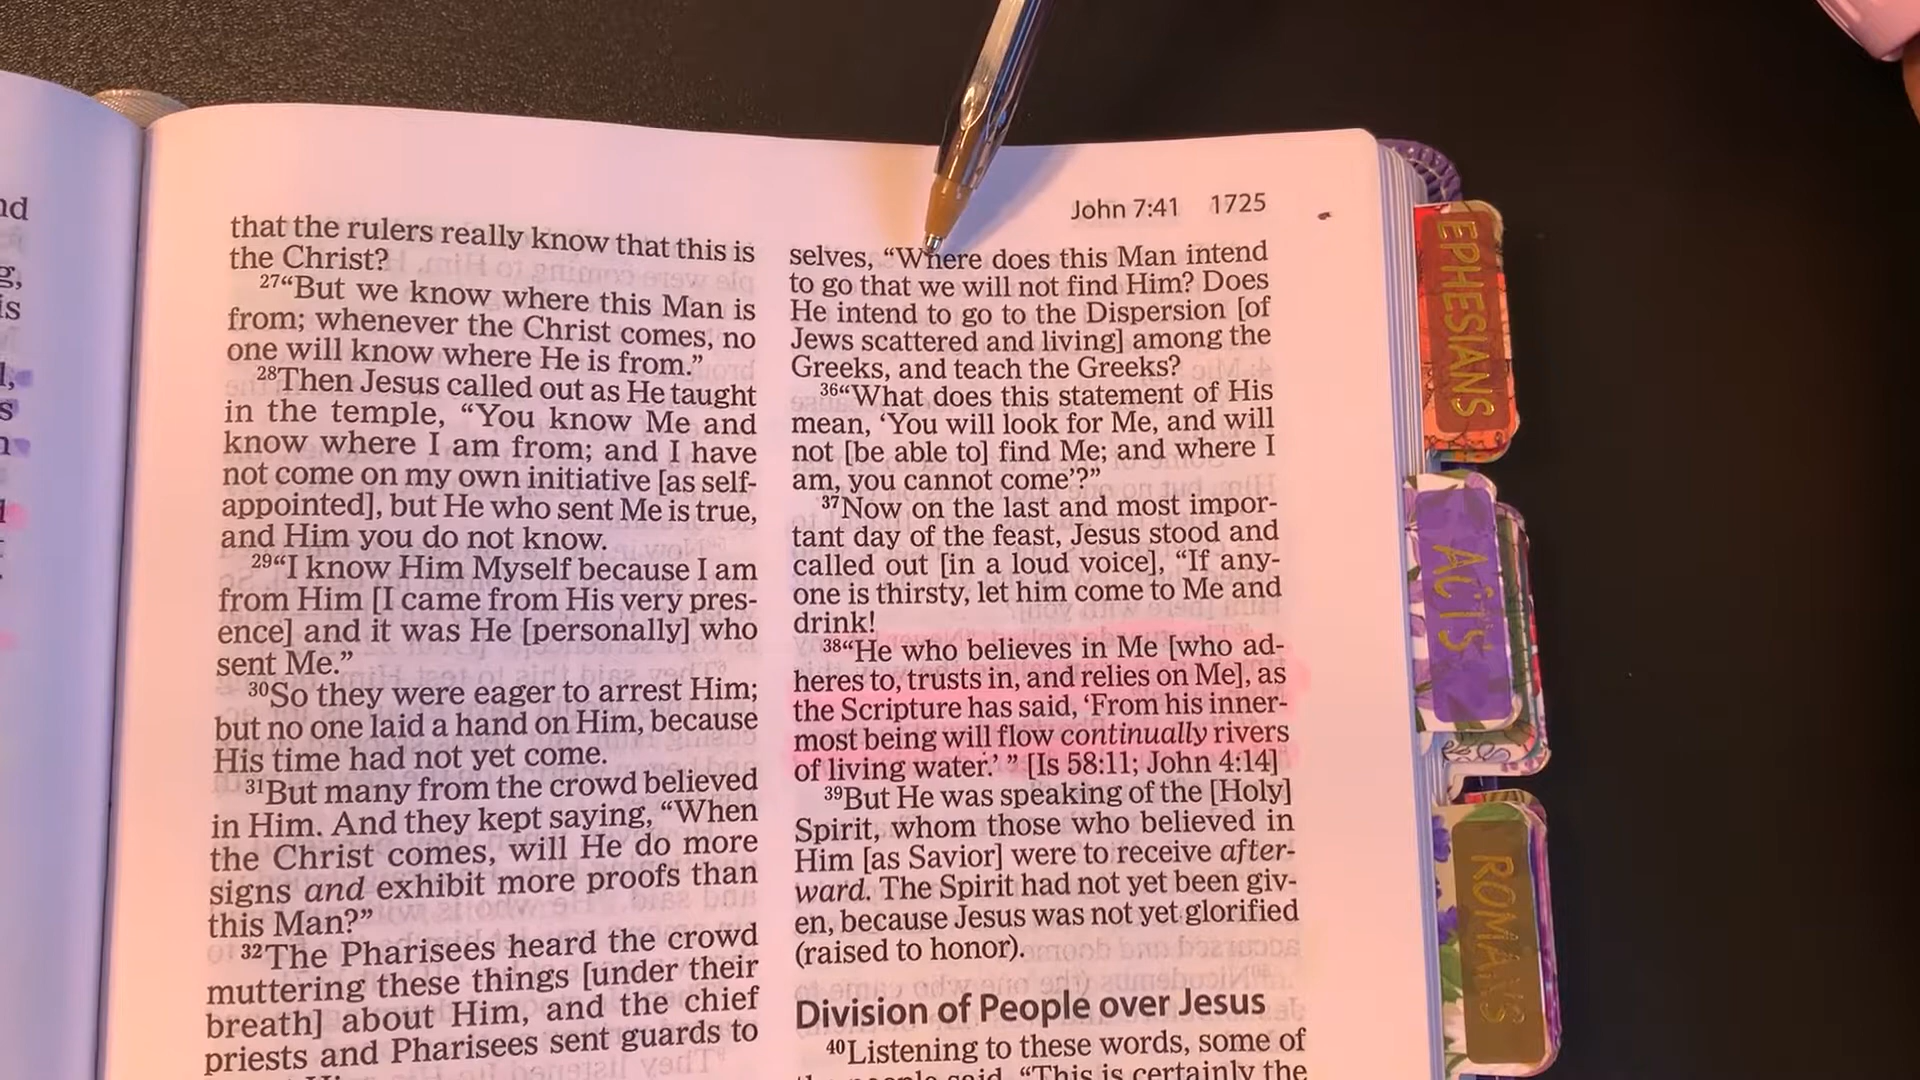 nd
g,
is
l,
s
John 7:41 1725
that the rulers really know that this is
the Christ?
27“But we know where this Man is
from; whenever the Christ comes, no
one will know where He is from.”
28Then Jesus called out as He taught
in the temple, “You know Me and
know where I am from; and I have
not come on my own initiative [as self-
appointed], but He who sent Me is true,
and Him you do not know.
29“I know Him Myself because I am
from Him [I came from His very pres-
ence] and it was He [personally] who
sent Me.”
30So they were eager to arrest Him;
but no one laid a hand on Him, because
His time had not yet come.
31But many from the crowd believed
in Him. And they kept saying, “When
the Christ comes, will He do more
signs and exhibit more proofs than
this Man?”
32The Pharisees heard the crowd
muttering these things [under their
breath] about Him, and the chief
priests and Pharisees sent guards to
selves, “Where does this Man intend
to go that we will not find Him? Does
He intend to go to the Dispersion [of
Jews scattered and living] among the
Greeks, and teach the Greeks?
36“What does this statement of His
mean, ‘You will look for Me, and will
not [be able to] find Me; and where I
am, you cannot come’?”
37Now on the last and most impor-
tant day of the feast, Jesus stood and
called out [in a loud voice], “If any-
one is thirsty, let him come to Me and
drink!
38“He who believes in Me [who ad-
heres to, trusts in, and relies on Me], as
the Scripture has said, ‘From his inner-
most being will flow continually rivers
of living water.’ ” [Is 58:11; John 4:14]
39But He was speaking of the [Holy]
Spirit, whom those who believed in
Him [as Savior] were to receive after-
ward. The Spirit had not yet been giv-
en, because Jesus was not yet glorified
(raised to honor).
Division of People over Jesus
40Listening to these words, some of
the people said, “This is certainly the
EPHESIANS
ACTS
ROMANS